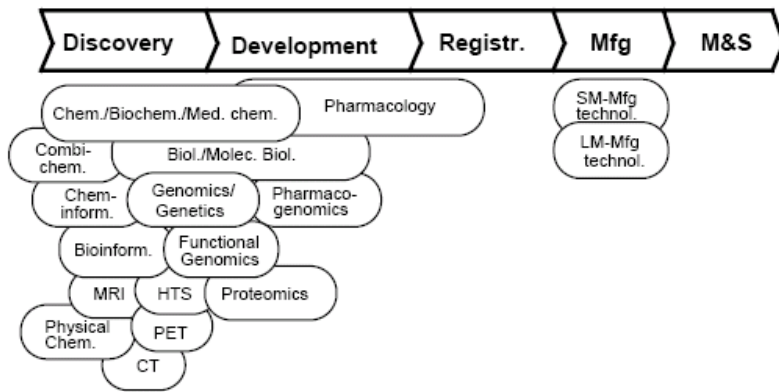 Discovery
Development
Registr.
Mfg
M&S
Chem./Biochem./Med. chem.
Pharmacology
SM-Mfg
technol.
Combi-
chem.
Biol./Molec. Biol.
LM-Mfg
technol.
Chem-
inform.
Genomics/
Genetics
Pharmaco-
genomics
Bioinform.
Functional
Genomics
MRI
HTS
Proteomics
Physical
Chem.
PET
CT